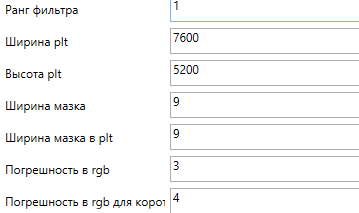 Ранг фильтра 1
Ширина plt 7600
Высота plt 5200
Ширина мазка 9
Ширина мазка в plt 9
Погрешность в rgb 3
Погрешность в rgb для корот 4